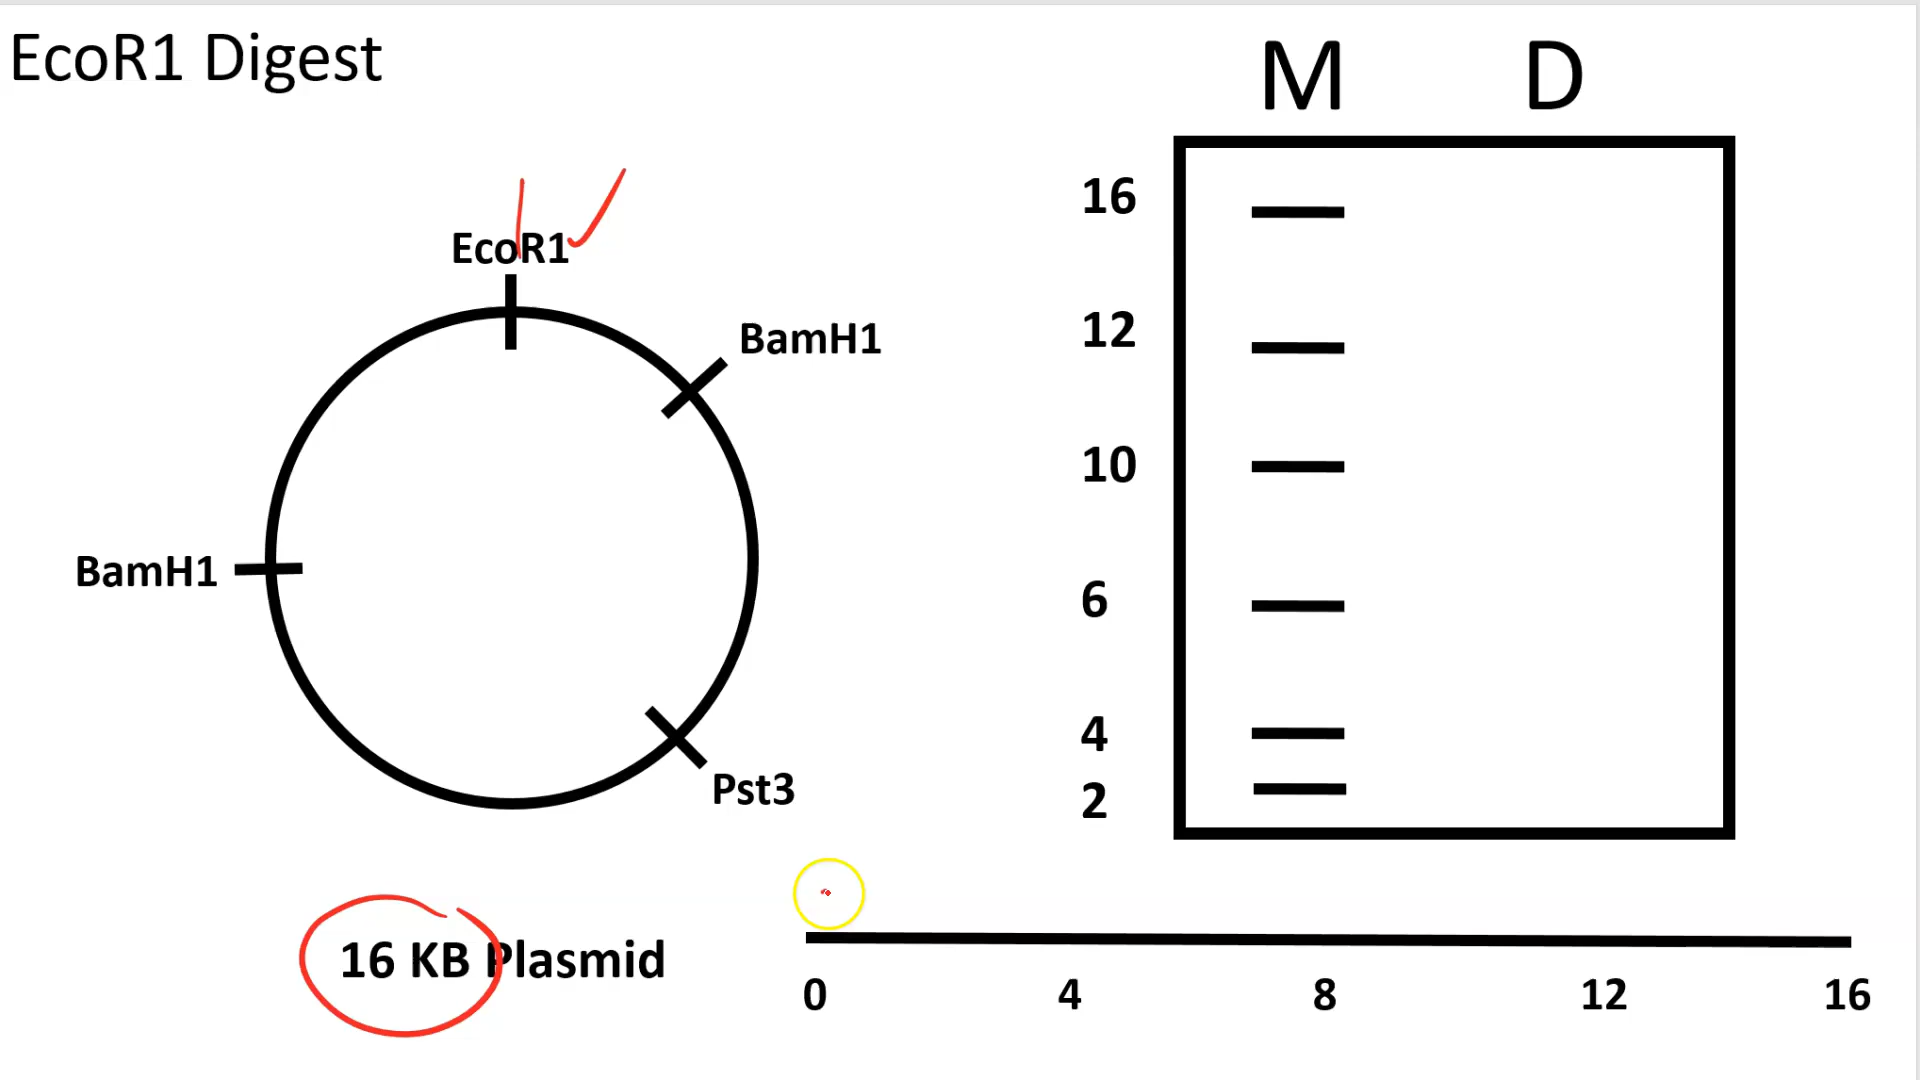 EcoR1 Digest
EcoR1
BamH1
BamH1
Pst3
16 KB Plasmid
M D
16
12
10
6
4
2
0 4 8 12 16